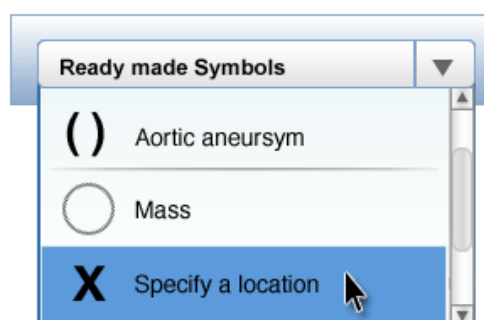 Ready made Symbols
( ) Aortic aneursym
Mass
X Specify a location